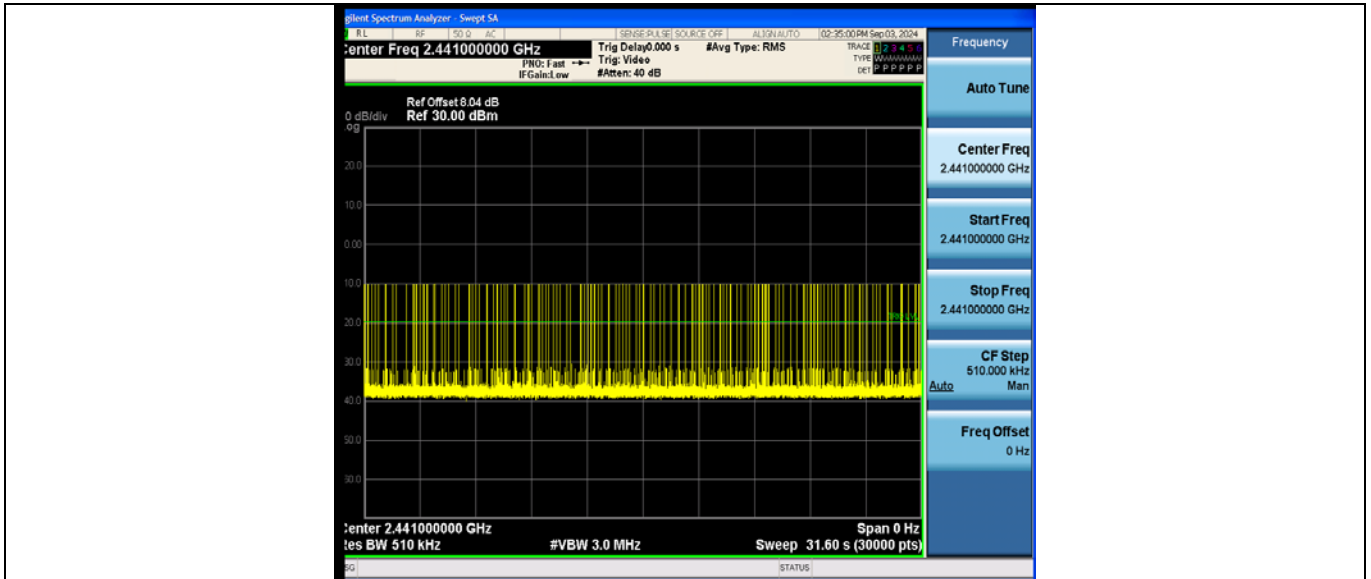 gilent Spectrum Analyzer - Swept SA
RL RF 50 Ω AC SENSE:PULSE SOURCE OFF ALIGN AUTO 02:35:00 PM Sep 03, 2024
Center Freq 2.441000000 GHz
PNO: Fast
IFGain:Low
Trig Delay0.000 s
Trig: Video
#Atten: 40 dB
#Avg Type: RMS
TRACE 1 2 3 4 5 6
TYPE
DET P P P P P P
Ref Offset 8.04 dB
0 dB/div Ref 30.00 dBm
og
20.0
10.0
0.00
10.0
20.0
30.0
40.0
50.0
60.0
Center 2.441000000 GHz Span 0 Hz
Res BW 510 kHz #VBW 3.0 MHz Sweep 31.60 s (30000 pts)
SG STATUS
Frequency
Auto Tune
Center Freq
2.441000000 GHz
Start Freq
2.441000000 GHz
Stop Freq
2.441000000 GHz
CF Step
510.000 kHz
Auto Man
Freq Offset
0 Hz